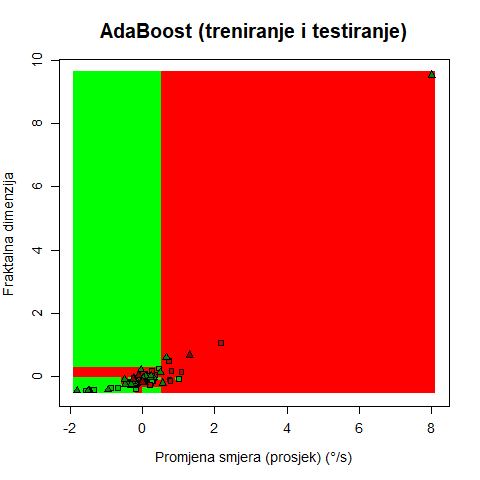 AdaBoost (treniranje i testiranje)
Fraktalna dimenzija
10
8
6
4
2
0
-2 0 2 4 6 8
Promjena smjera (prosjek) (°/s)